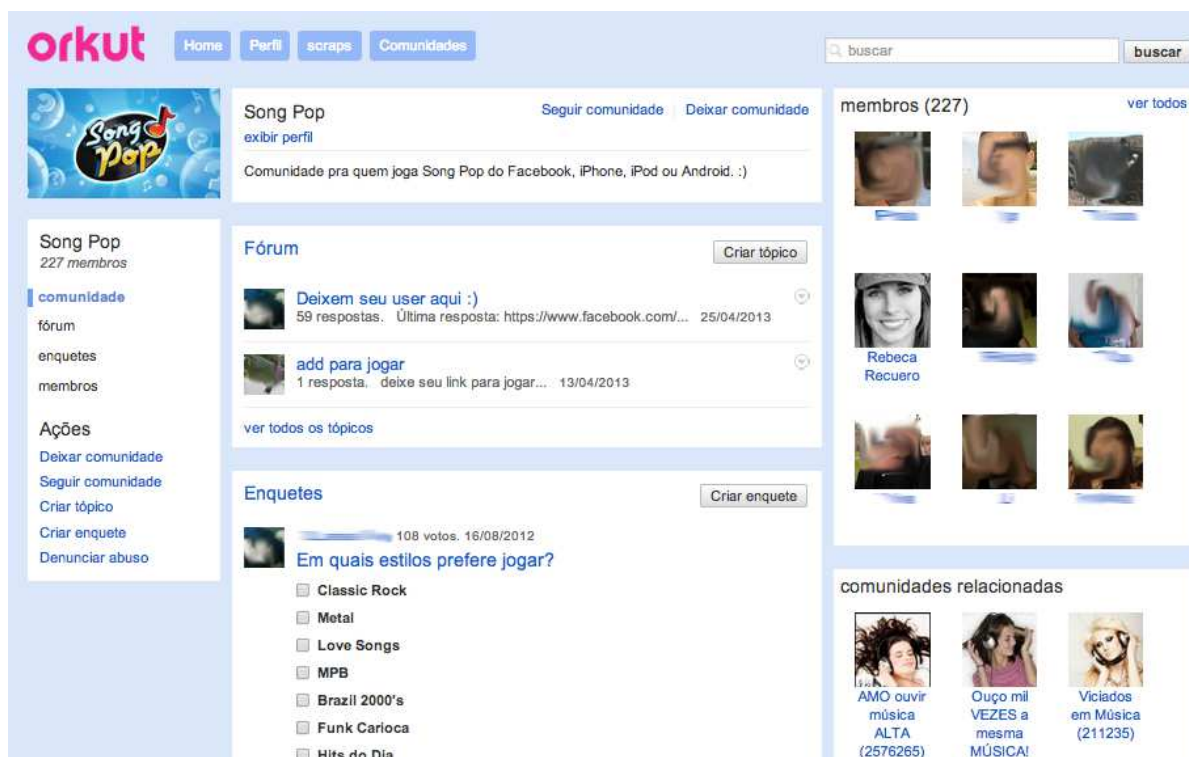 orkut
Home
Perfil
scraps
Comunidades
buscar
buscar
Song Pop
Song Pop
227 membros
comunidade
fórum
enquetes
membros
Ações
Deixar comunidade
Seguir comunidade
Criar tópico
Criar enquete
Denunciar abuso
Song Pop
Seguir comunidade
Deixar comunidade
exibir perfil
Comunidade pra quem joga Song Pop do Facebook, iPhone, iPod ou Android. :)
Fórum
Criar tópico
Deixem seu user aqui :)
59 respostas. Última resposta: https://www.facebook.com/... 25/04/2013
add para jogar
1 resposta. deixe seu link para jogar... 13/04/2013
ver todos os tópicos
Enquetes
Criar enquete
108 votos. 16/08/2012
Em quais estilos prefere jogar?
Classic Rock
Metal
Love Songs
MPB
Brazil 2000's
Funk Carioca
Hits do Dia
membros (227)
ver todos
Rebeca
Recuero
comunidades relacionadas
AMO ouvir
música
ALTA
(2576265)
Ouço mil
VEZES a
mesma
MÚSICA!
Viciados
em Música
(211235)